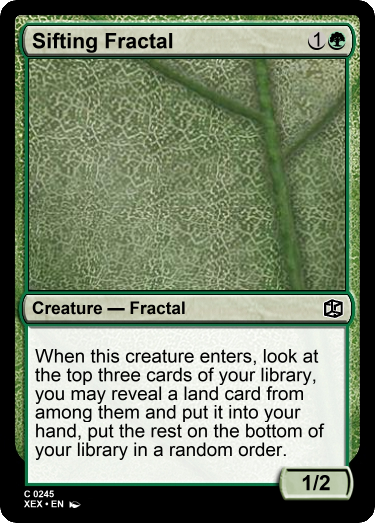 Sifting Fractal 1
Creature — Fractal
When this creature enters, look at
the top three cards of your library,
you may reveal a land card from
among them and put it into your
hand, put the rest on the bottom of
your library in a random order.
1/2
C 0245
XEX • EN